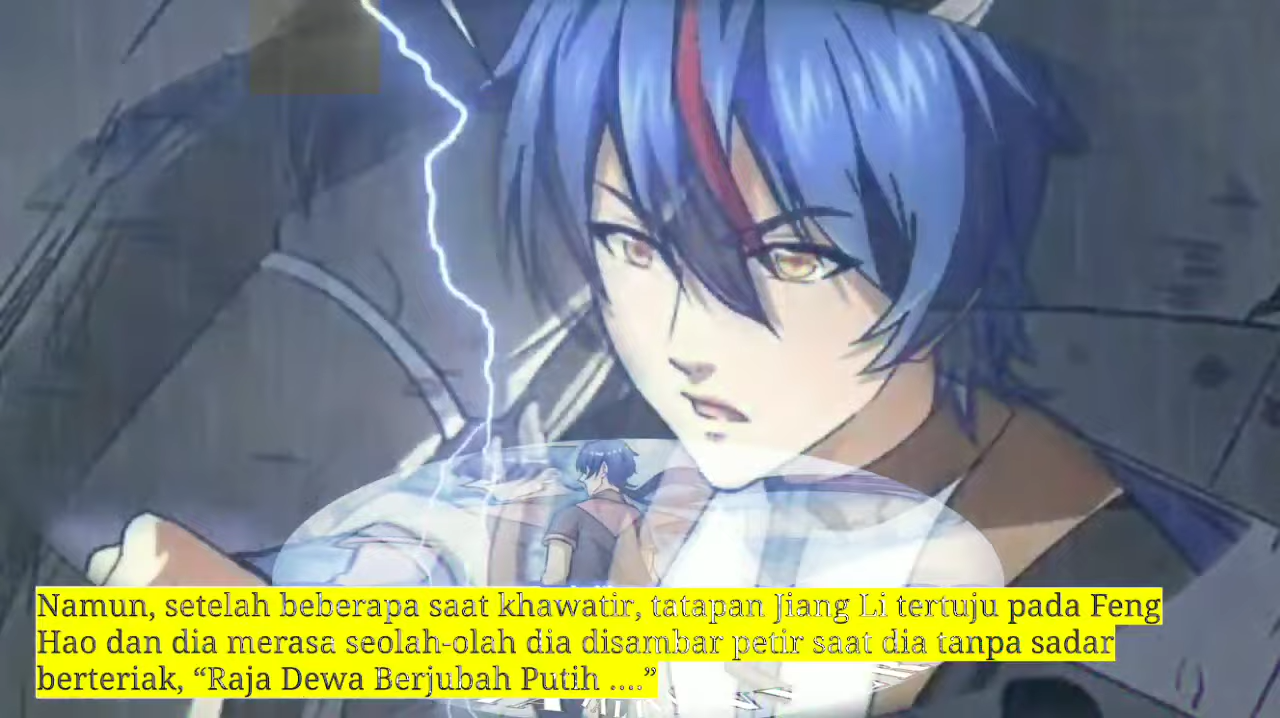 Namun, setelah beberapa saat khawatir, tatapan Jiang Li tertuju pada Feng
Hao dan dia merasa seolah-olah dia disambar petir saat dia tanpa sadar
berteriak, “Raja Dewa Berjubah Putih ....”